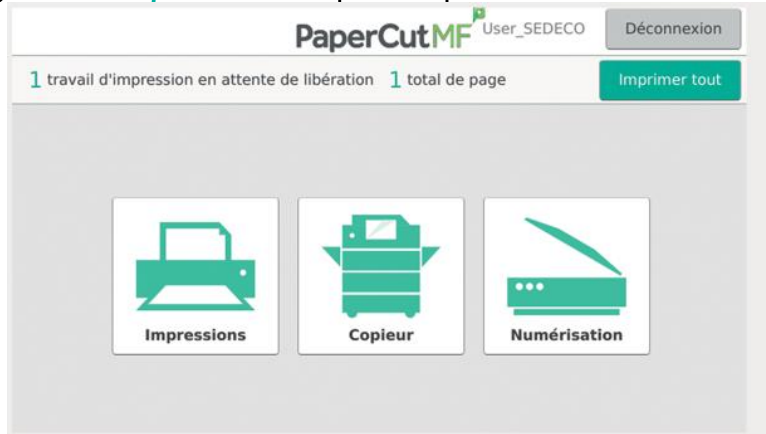 PaperCutMF
User_SEDECO
Déconnexion
1 travail d'impression en attente de libération 1 total de page
Imprimer tout
Impressions
Copieur
Numérisation